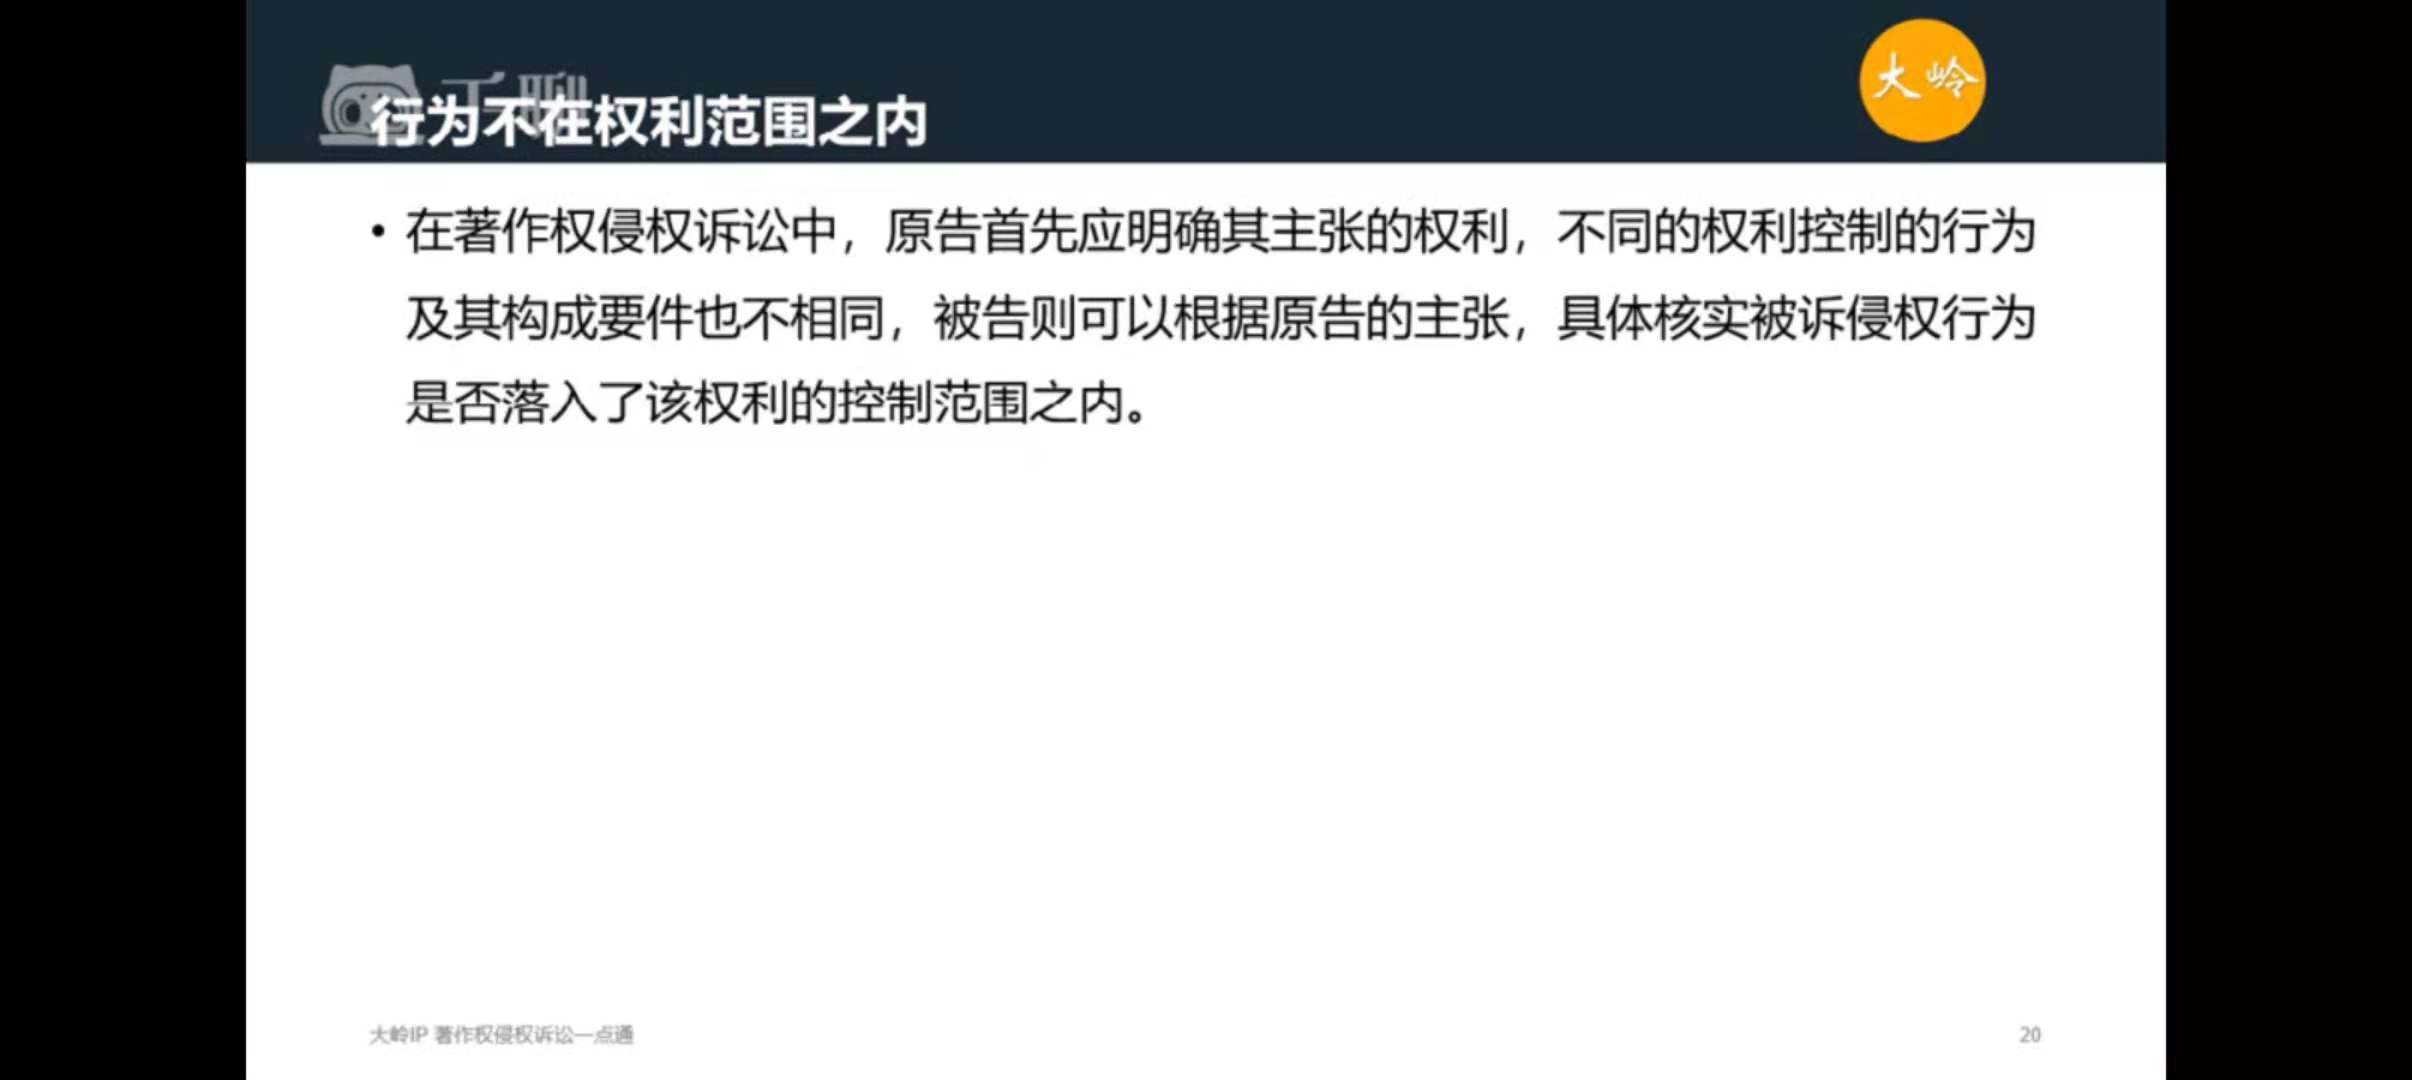 千聊
大岭
行为不在权利范围之内
• 在著作权侵权诉讼中，原告首先应明确其主张的权利，不同的权利控制的行为
及其构成要件也不相同，被告则可以根据原告的主张，具体核实被诉侵权行为
是否落入了该权利的控制范围之内。
大岭IP 著作权侵权诉讼一点通
20